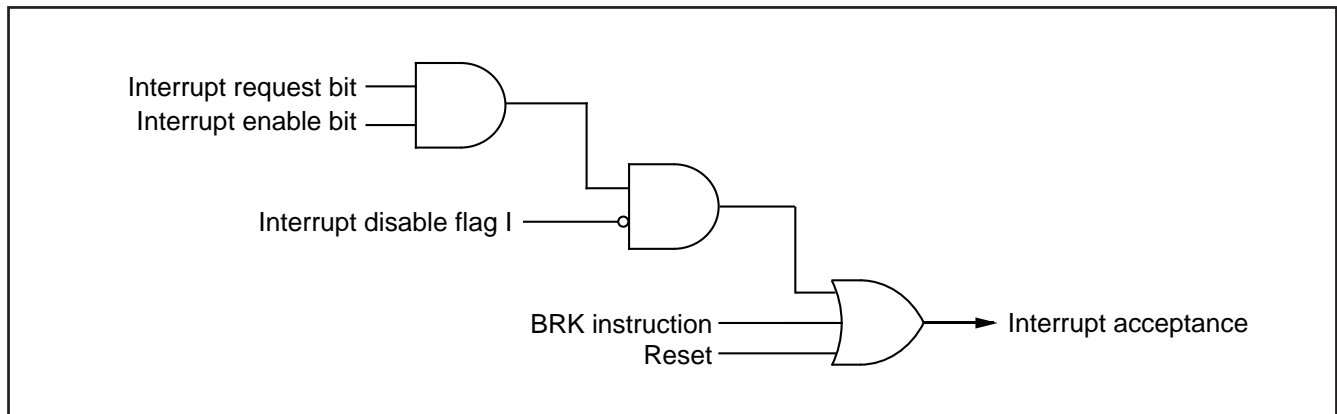 Interrupt request bit
Interrupt enable bit
Interrupt disable flag I
BRK instruction
Reset
Interrupt acceptance